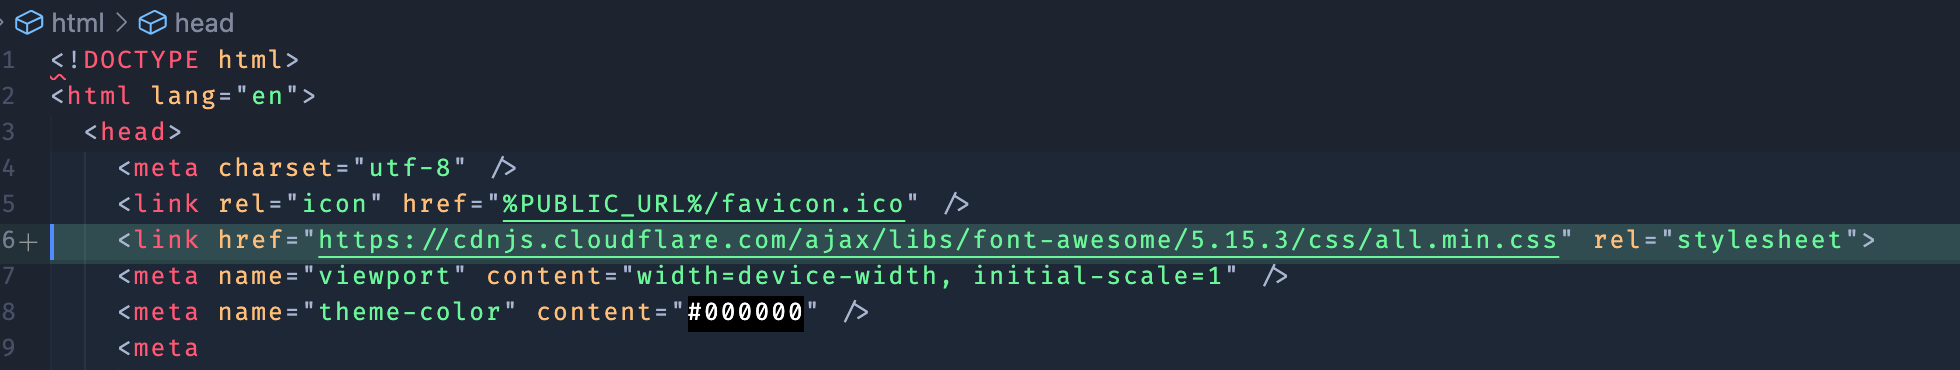 html > head
1 <!DOCTYPE html>
2 <html lang="en">
3 <head>
4 <meta charset="utf-8" />
5 <link rel="icon" href="%PUBLIC_URL%/favicon.ico" />
6+ <link href="https://cdnjs.cloudflare.com/ajax/libs/font-awesome/5.15.3/css/all.min.css" rel="stylesheet">
7 <meta name="viewport" content="width=device-width, initial-scale=1" />
8 <meta name="theme-color" content="#000000" />
9 <meta